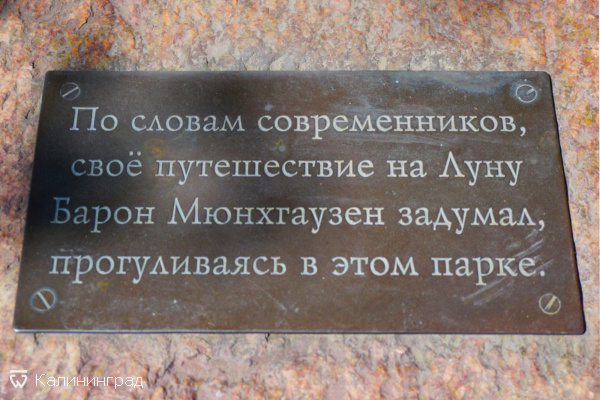 По словам современников,
своё путешествие на Луну
Барон Мюнхгаузен задумал,
прогуливаясь в этом парке.
Калининград